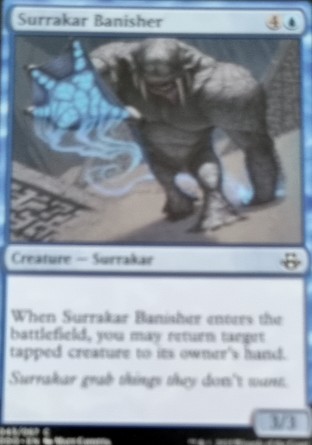 Surrakar Banisher 4
Creature — Surrakar
When Surrakar Banisher enters the
battlefield, you may return target
tapped creature to its owner's hand.
Surrakar grab things they don't want.
3/3